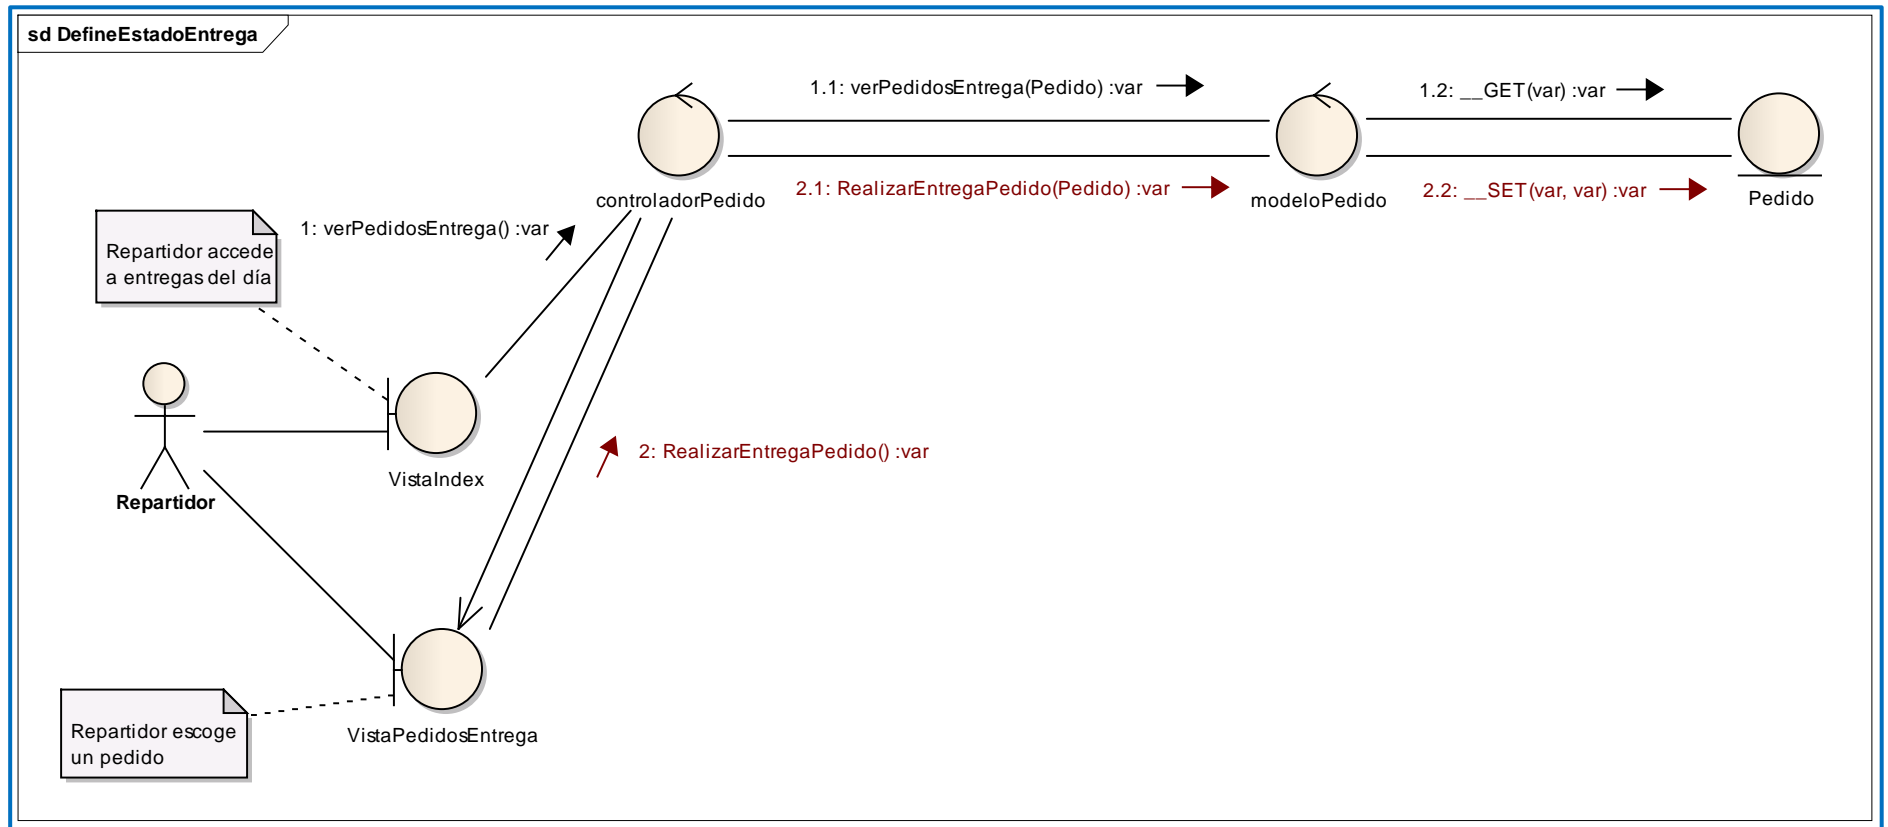 sd DefineEstadoEntrega
1.1: verPedidosEntrega(Pedido) :var
1.2: __GET(var) :var
controladorPedido
2.1: RealizarEntregaPedido(Pedido) :var
modeloPedido
2.2: __SET(var, var) :var
Pedido
1: verPedidosEntrega() :var
Repartidor accede
a entregas del día
Repartidor
VistaIndex
2: RealizarEntregaPedido() :var
Repartidor escoge
un pedido
VistaPedidosEntrega